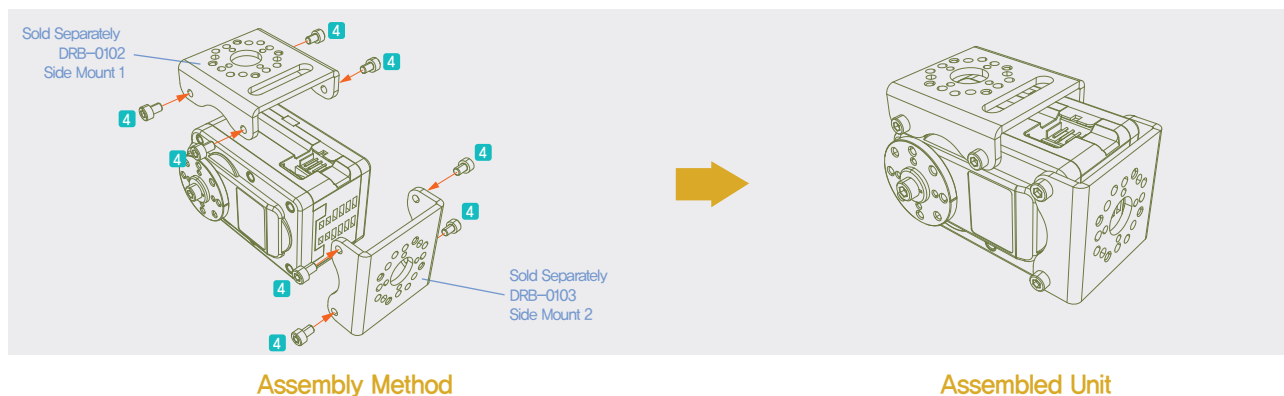 Sold Separately
DRB-0102
Side Mount 1
4
4
4
4
4
4
4
4
Sold Separately
DRB-0103
Side Mount 2
Assembly Method
Assembled Unit